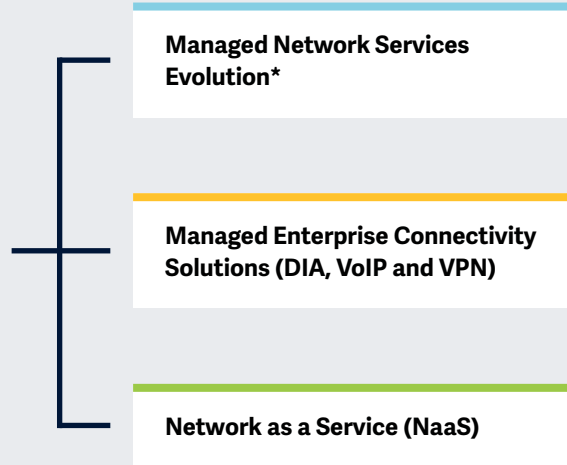 Managed Network Services
Evolution*
Managed Enterprise Connectivity
Solutions (DIA, VoIP and VPN)
Network as a Service (NaaS)